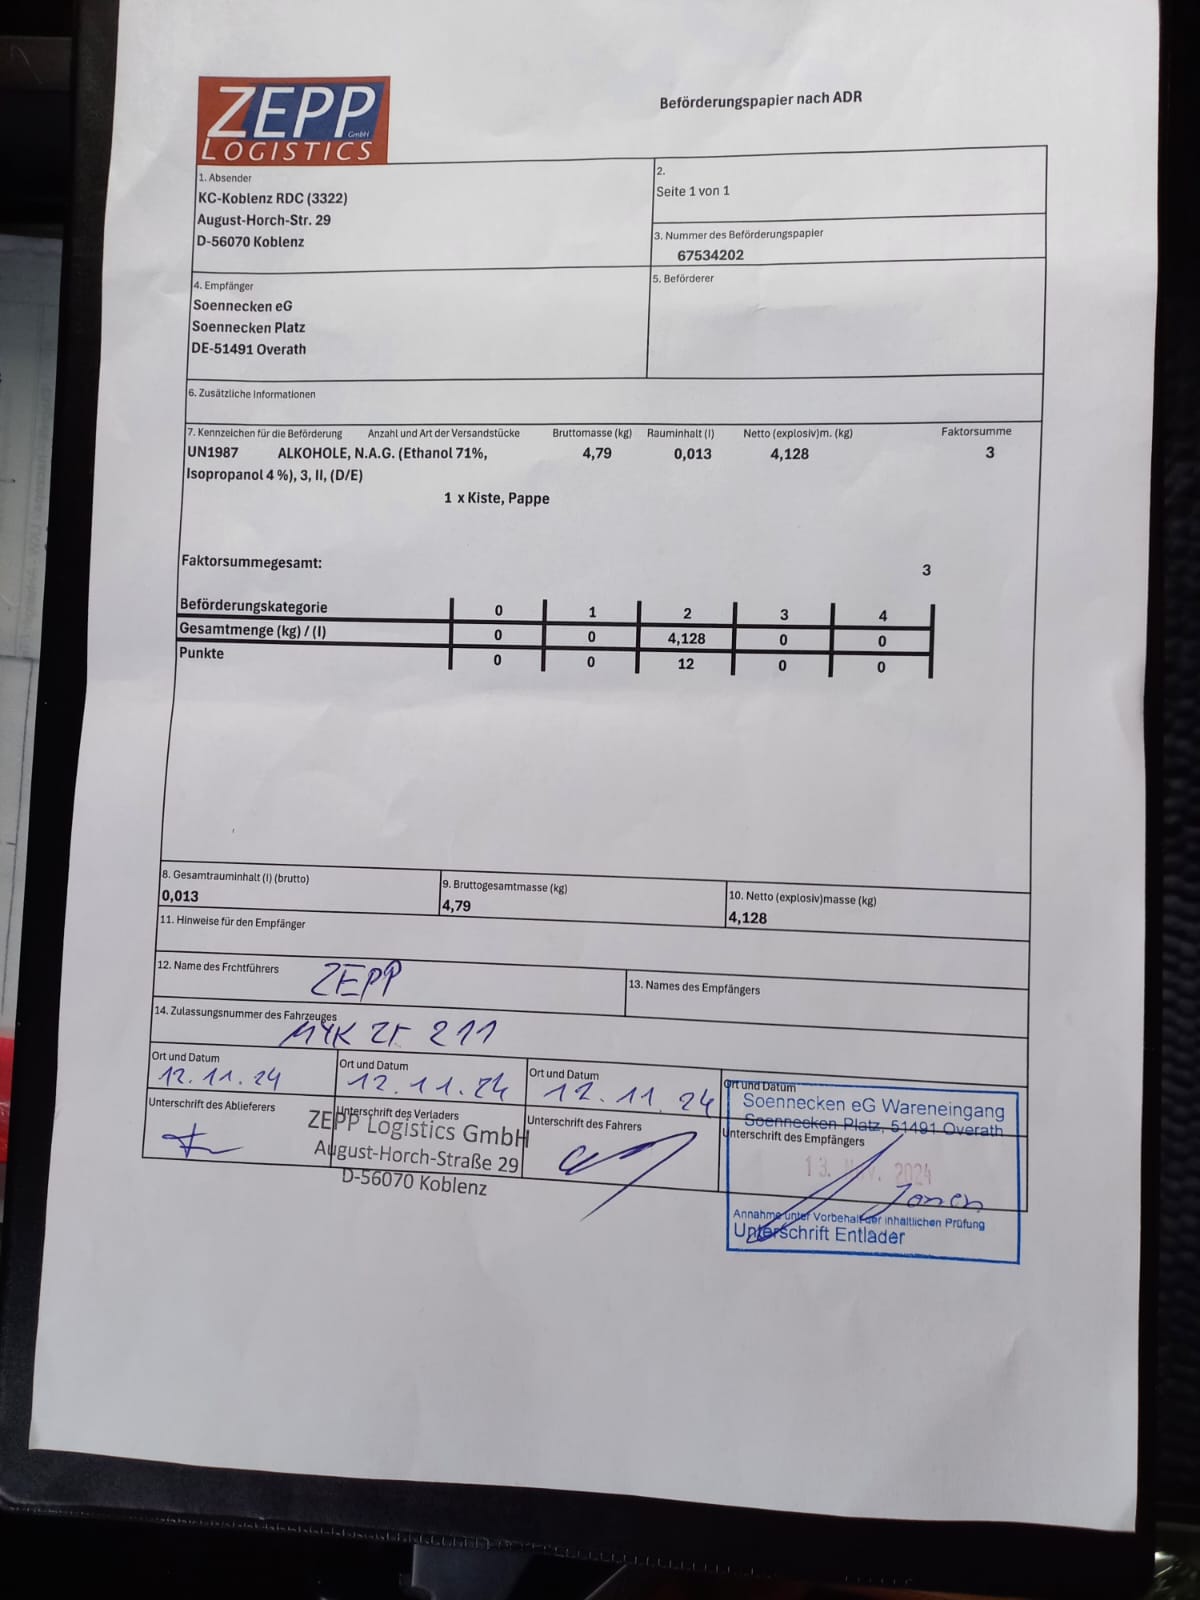 ZEPP
GmbH
LOGISTICS
Beförderungspapier nach ADR
1. Absender
KC-Koblenz RDC (3322)
August-Horch-Str. 29
D-56070 Koblenz
2.
Seite 1 von 1
3. Nummer des Beförderungspapier
67534202
4. Empfänger
Soennecken eG
Soennecken Platz
DE-51491 Overath
5. Beförderer
6. Zusätzliche Informationen
7. Kennzeichen für die Beförderung Anzahl und Art der Versandstücke Bruttomasse (kg) Rauminhalt (l) Netto (explosiv)m. (kg) Faktorsumme
UN1987 ALKOHOLE, N.A.G. (Ethanol 71%, 4,79 0,013 4,128 3
Isopropanol 4 %), 3, II, (D/E)
1 x Kiste, Pappe
Faktorsummegesamt: 3
Beförderungskategorie 0 1 2 3 4
Gesamtmenge (kg) / (l) 0 0 4,128 0 0
Punkte 0 0 12 0 0
8. Gesamtrauminhalt (l) (brutto)
0,013
9. Bruttogesamtmasse (kg)
4,79
10. Netto (explosiv)masse (kg)
4,128
11. Hinweise für den Empfänger
12. Name des Frchtführers
ZEPP
13. Names des Empfängers
14. Zulassungsnummer des Fahrzeuges
MYK ZF 211
Ort und Datum
12.11.24
Ort und Datum
12.11.24
Ort und Datum
12.11.24
Ort und Datum
Unterschrift des Ablieferers
Unterschrift des Verladers
ZEPP Logistics GmbH
August-Horch-Straße 29
D-56070 Koblenz
Unterschrift des Fahrers
Soennecken eG Wareneingang
Soennecken Platz, 51491 Overath
Unterschrift des Empfängers
13. NOV. 2024
Annahme unter Vorbehalt der inhaltlichen Prüfung
Unterschrift Entlader